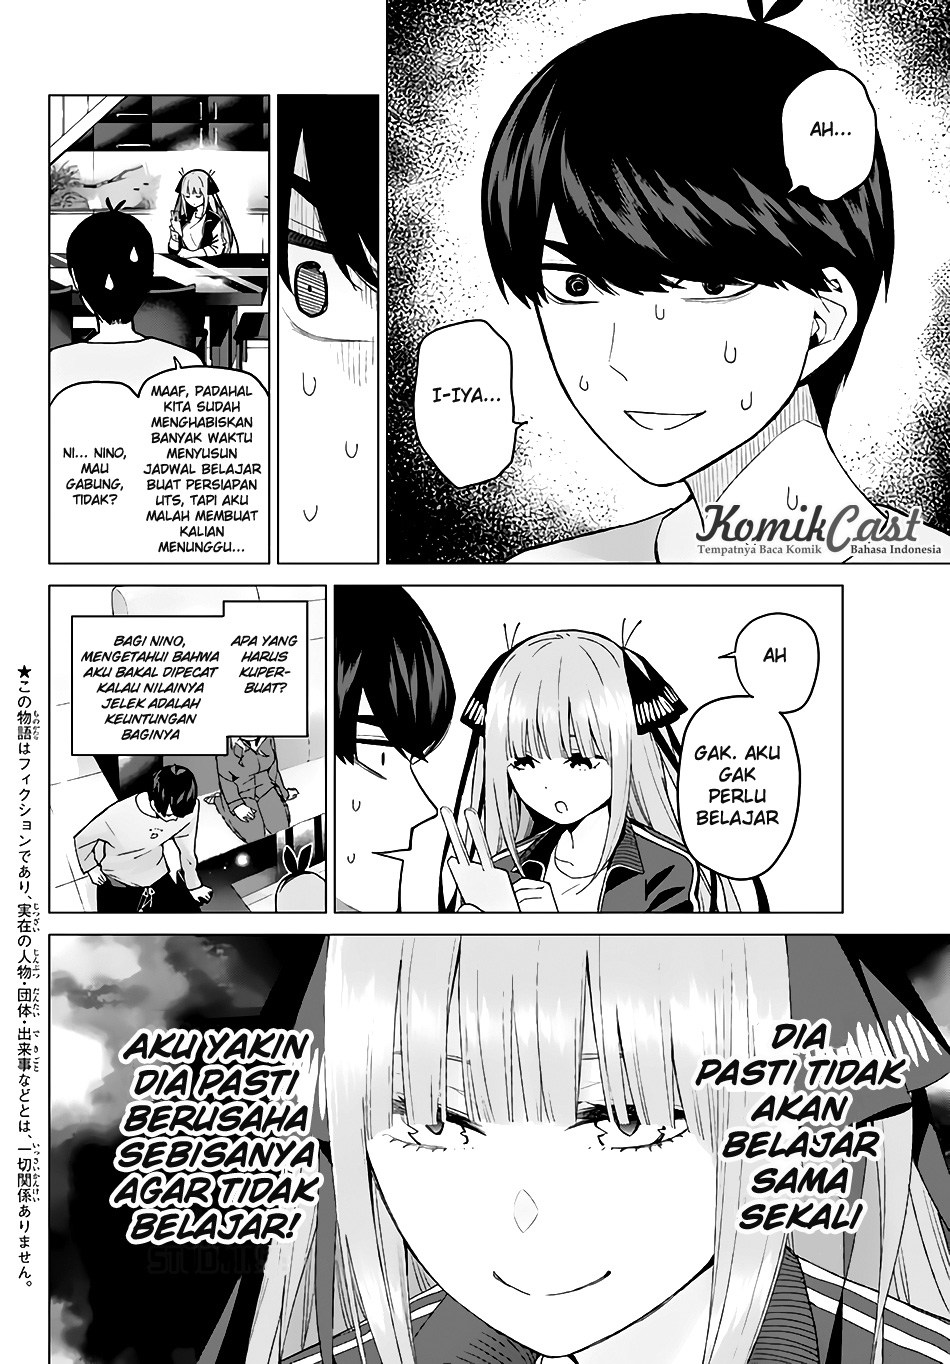 AH...
I-IYA...
MAAF, PADAHAL
KITA SUDAH
MENGHABISKAN
BANYAK WAKTU
MENYUSUN
JADWAL BELAJAR
BUAT PERSIAPAN
UTS, TAPI AKU
MALAH MEMBUAT
KALIAN
MENUNGGU...
NI... NINO,
MAU
GABUNG,
TIDAK?
KomikCast
Tempatnya Baca Komik Bahasa Indonesia
AH
GAK. AKU
GAK
PERLU
BELAJAR
APA YANG
HARUS
KUPER-
BUAT?
BAGI NINO,
MENGETAHUI BAHWA
AKU BAKAL DIPECAT
KALAU NILAINYA
JELEK ADALAH
KEUNTUNGAN
BAGINYA
DIA
PASTI TIDAK
AKAN
BELAJAR
SAMA
SEKALI
AKU YAKIN
DIA PASTI
BERUSAHA
SEBISANYA
AGAR TIDAK
BELAJAR!
★この物語はフィクションであり、実在の人物・団体・出来事などとは、一切関係ありません。